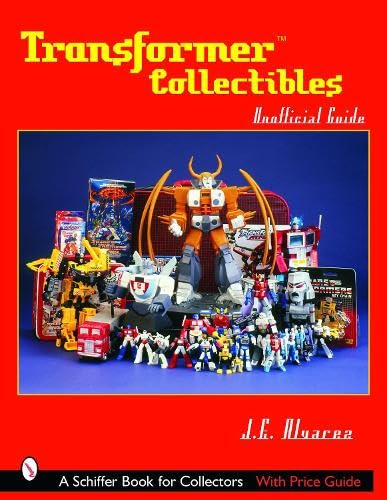 Transformer™
Collectibles
Unofficial Guide
J.E. Alvarez
A Schiffer Book for Collectors With Price Guide